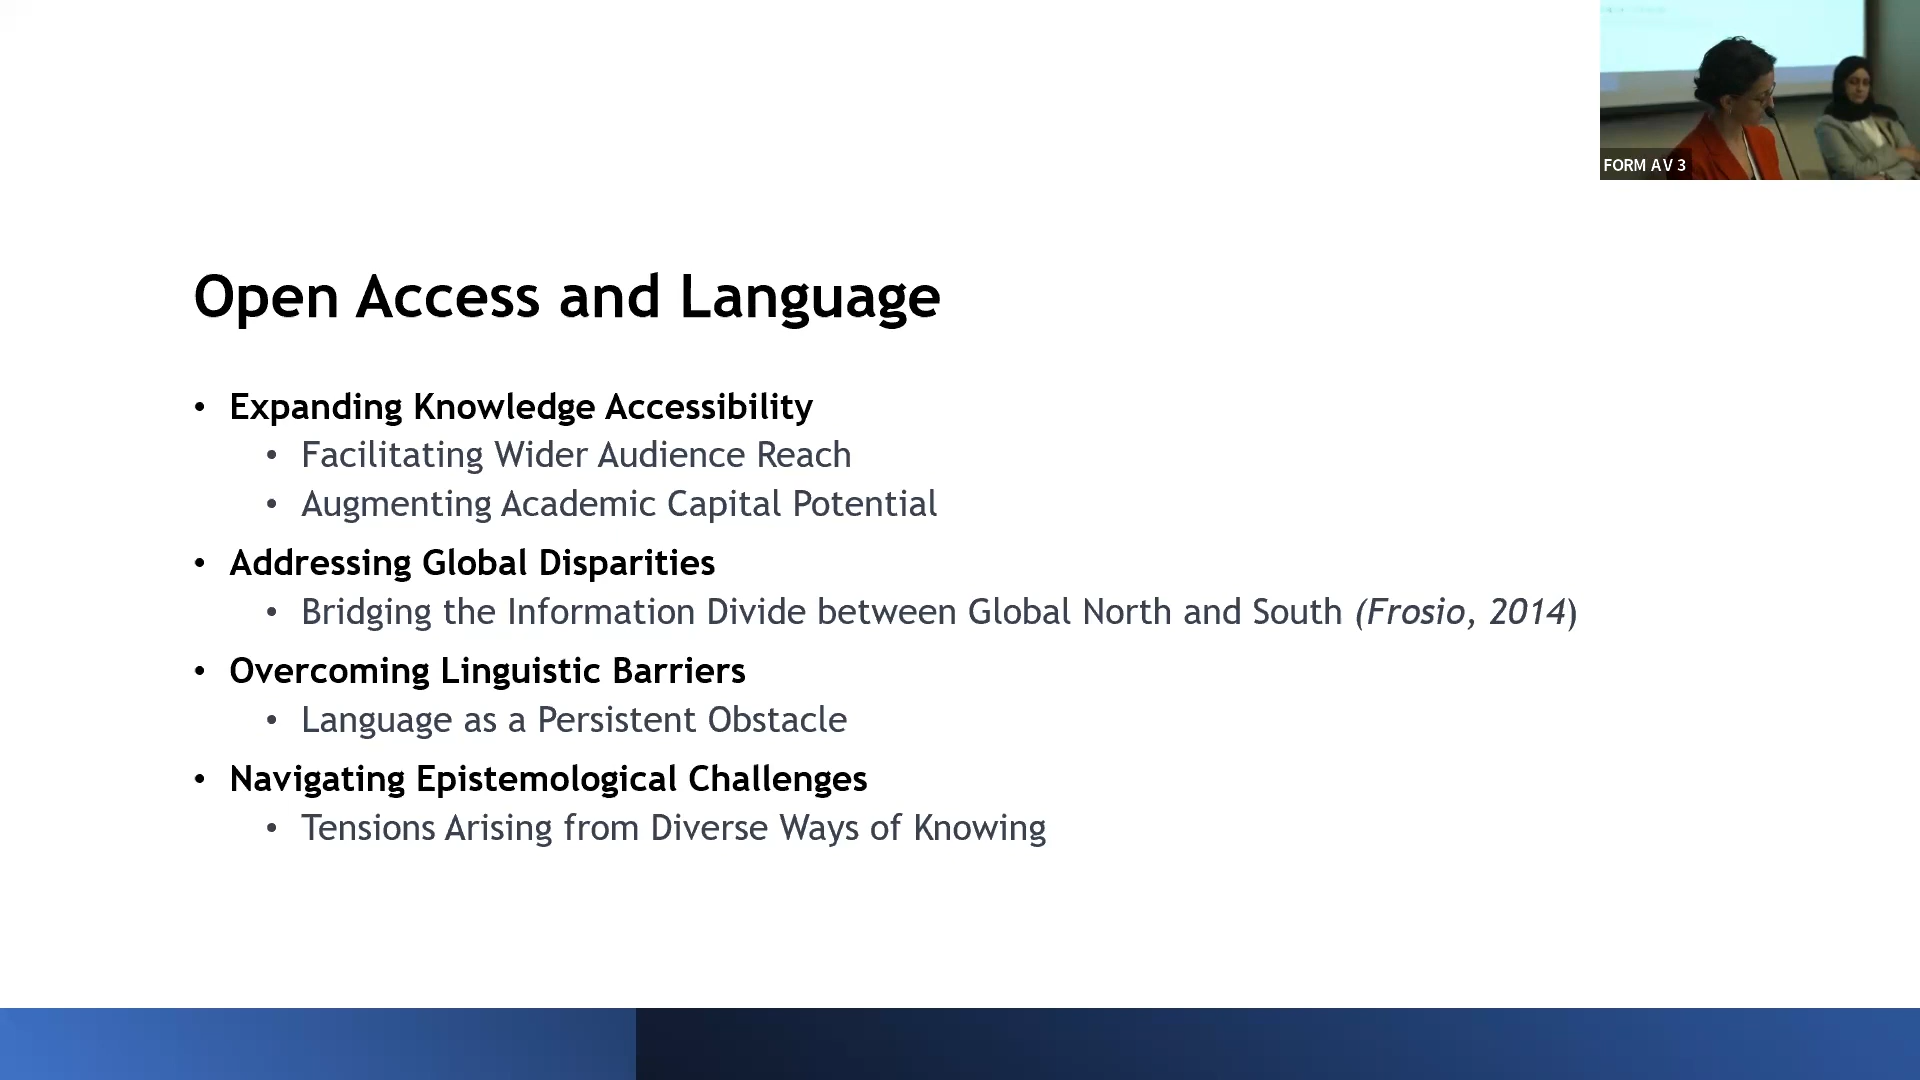 FORM AV 3
Open Access and Language
• Expanding Knowledge Accessibility
• Facilitating Wider Audience Reach
• Augmenting Academic Capital Potential
• Addressing Global Disparities
• Bridging the Information Divide between Global North and South (Frosio, 2014)
• Overcoming Linguistic Barriers
• Language as a Persistent Obstacle
• Navigating Epistemological Challenges
• Tensions Arising from Diverse Ways of Knowing